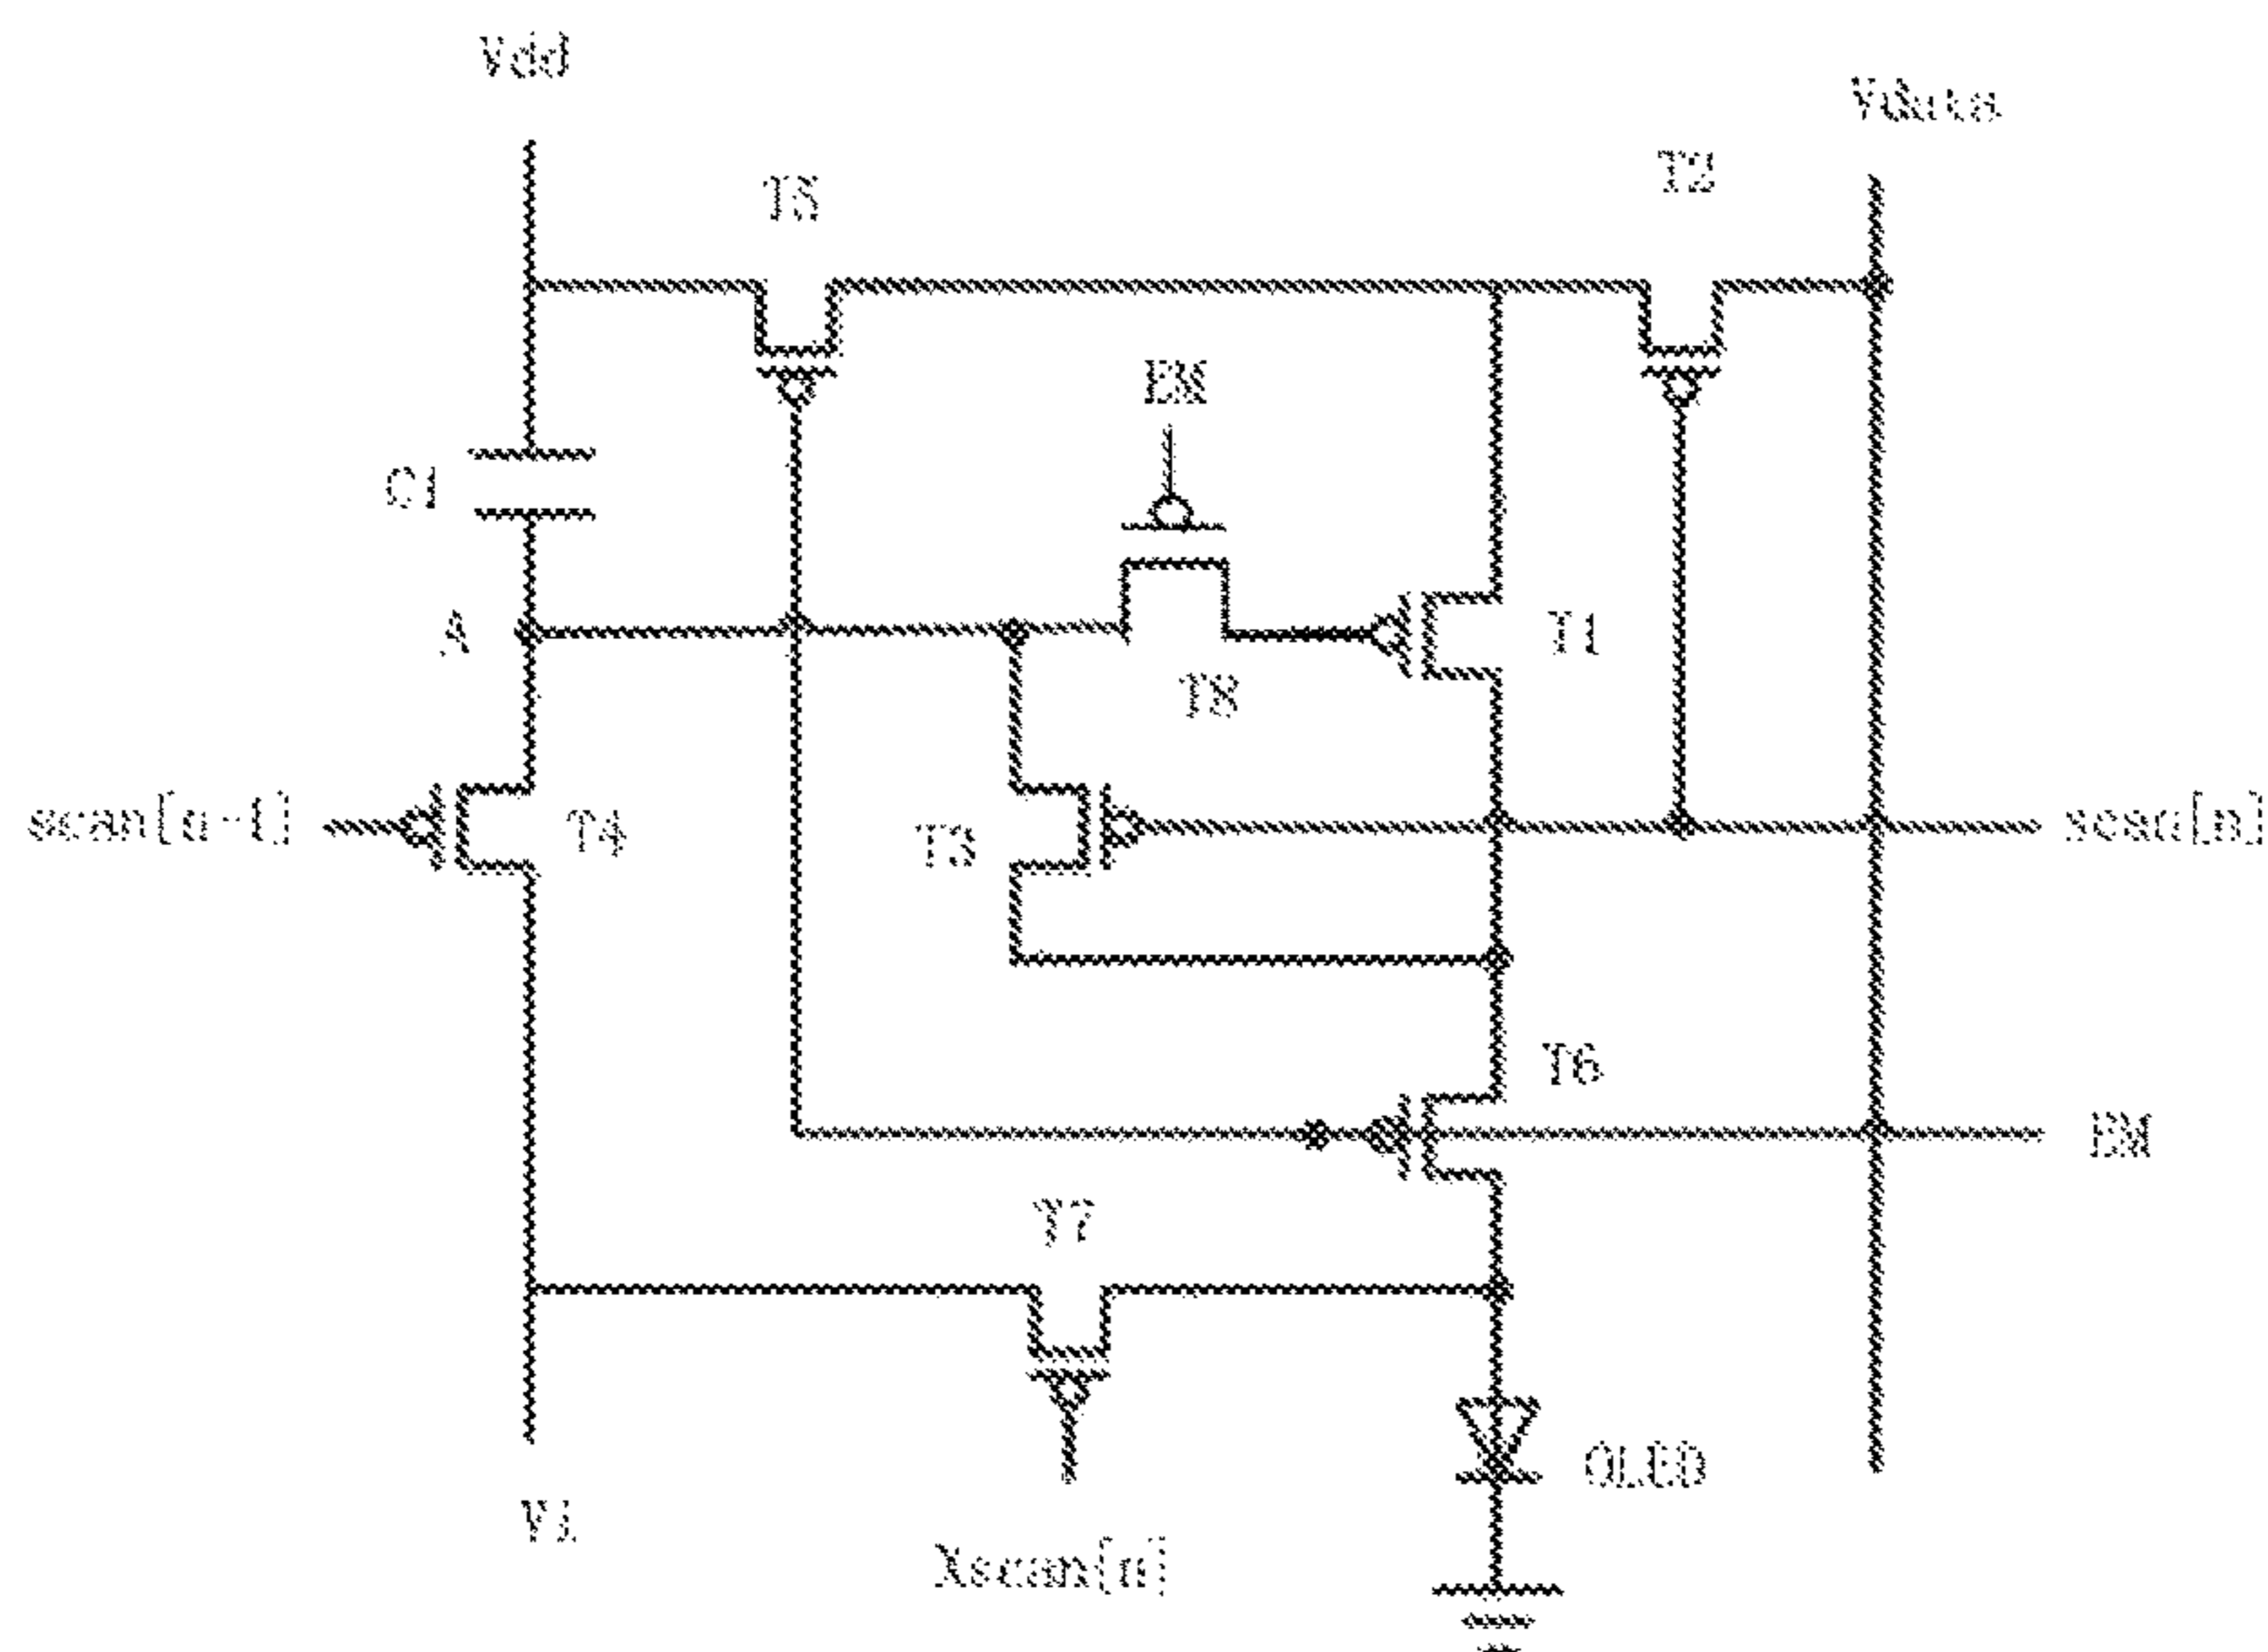 Vdd
Vdata
T5
T2
EM
C1
A
T1
T8
scan[n-1]
T4
T3
scan[n]
T6
EM
T7
OLED
Vi
Xscan[n]